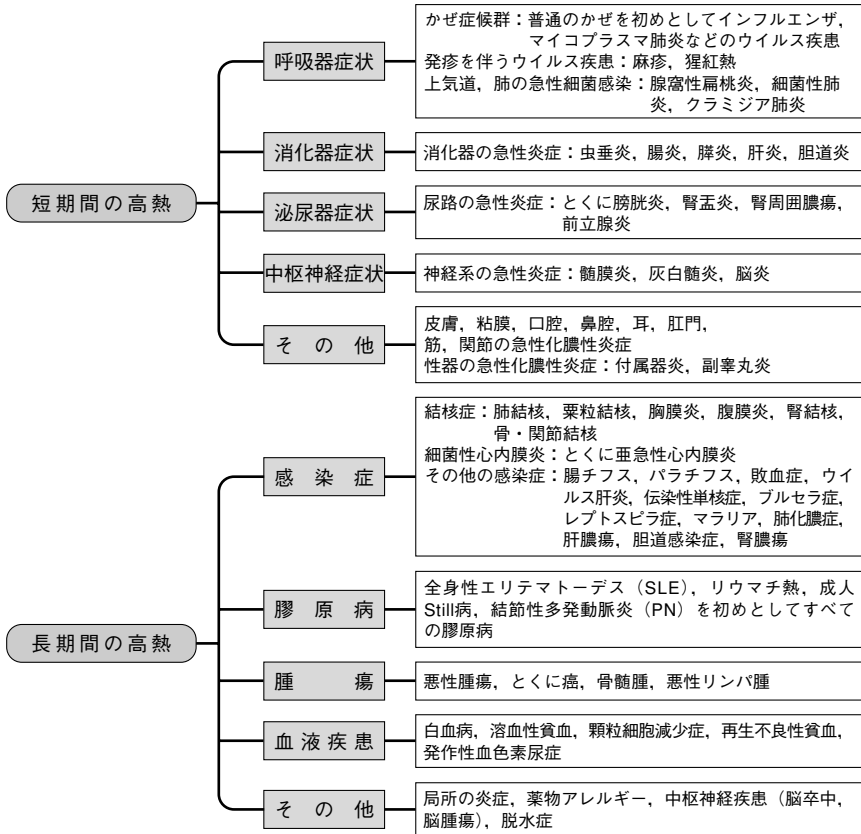 短期間の高熱
呼吸器症状
かぜ症候群：普通のかぜを初めとしてインフルエンザ，
マイコプラスマ肺炎などのウイルス疾患
発疹を伴うウイルス疾患：麻疹，猩紅熱
上気道，肺の急性細菌感染：腺窩性扁桃炎，細菌性肺
炎，クラミジア肺炎
消化器症状
消化器の急性炎症：虫垂炎，腸炎，膵炎，肝炎，胆道炎
泌尿器症状
尿路の急性炎症：とくに膀胱炎，腎盂炎，腎周囲膿瘍，
前立腺炎
中枢神経症状
神経系の急性炎症：髄膜炎，灰白髄炎，脳炎
その他
皮膚，粘膜，口腔，鼻腔，耳，肛門，
筋，関節の急性化膿性炎症
性器の急性化膿性炎症：付属器炎，副睾丸炎
長期間の高熱
感染症
結核症：肺結核，粟粒結核，胸膜炎，腹膜炎，腎結核，
骨・関節結核
細菌性心内膜炎：とくに亜急性心内膜炎
その他の感染症：腸チフス，パラチフス，敗血症，ウイ
ルス肝炎，伝染性単核症，ブルセラ症，
レプトスピラ症，マラリア，肺化膿症，
肝膿瘍，胆道感染症，腎膿瘍
膠原病
全身性エリテマトーデス（SLE），リウマチ熱，成人
Still病，結節性多発動脈炎（PN）を初めとしてすべて
の膠原病
腫瘍
悪性腫瘍，とくに癌，骨髄腫，悪性リンパ腫
血液疾患
白血病，溶血性貧血，顆粒細胞減少症，再生不良性貧血，
発作性血色素尿症
その他
局所の炎症，薬物アレルギー，中枢神経疾患（脳卒中，
脳腫瘍），脱水症